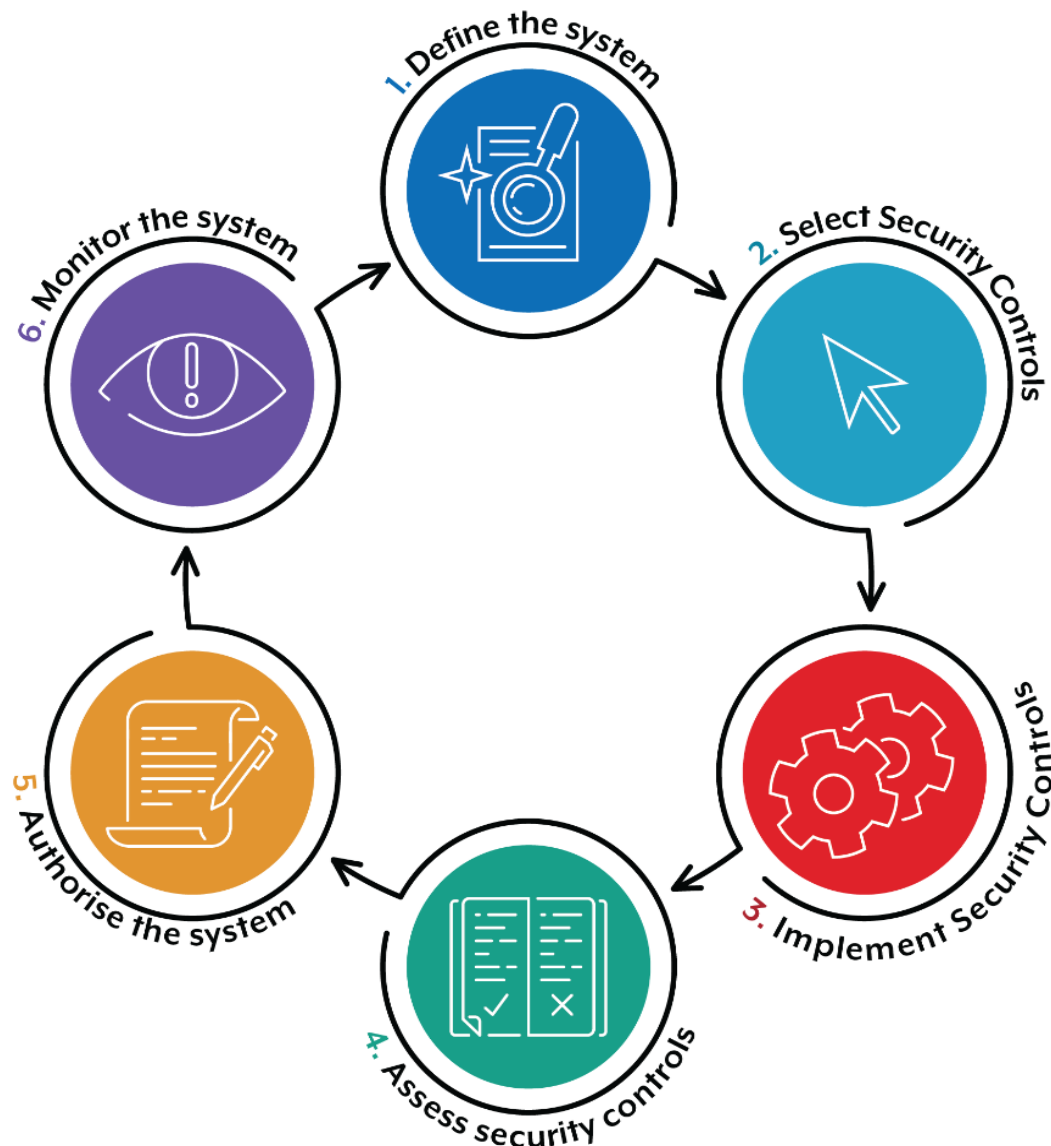 1. Define the system
2. Select Security Controls
3. Implement Security Controls
4. Assess security controls
5. Authorise the system
6. Monitor the system